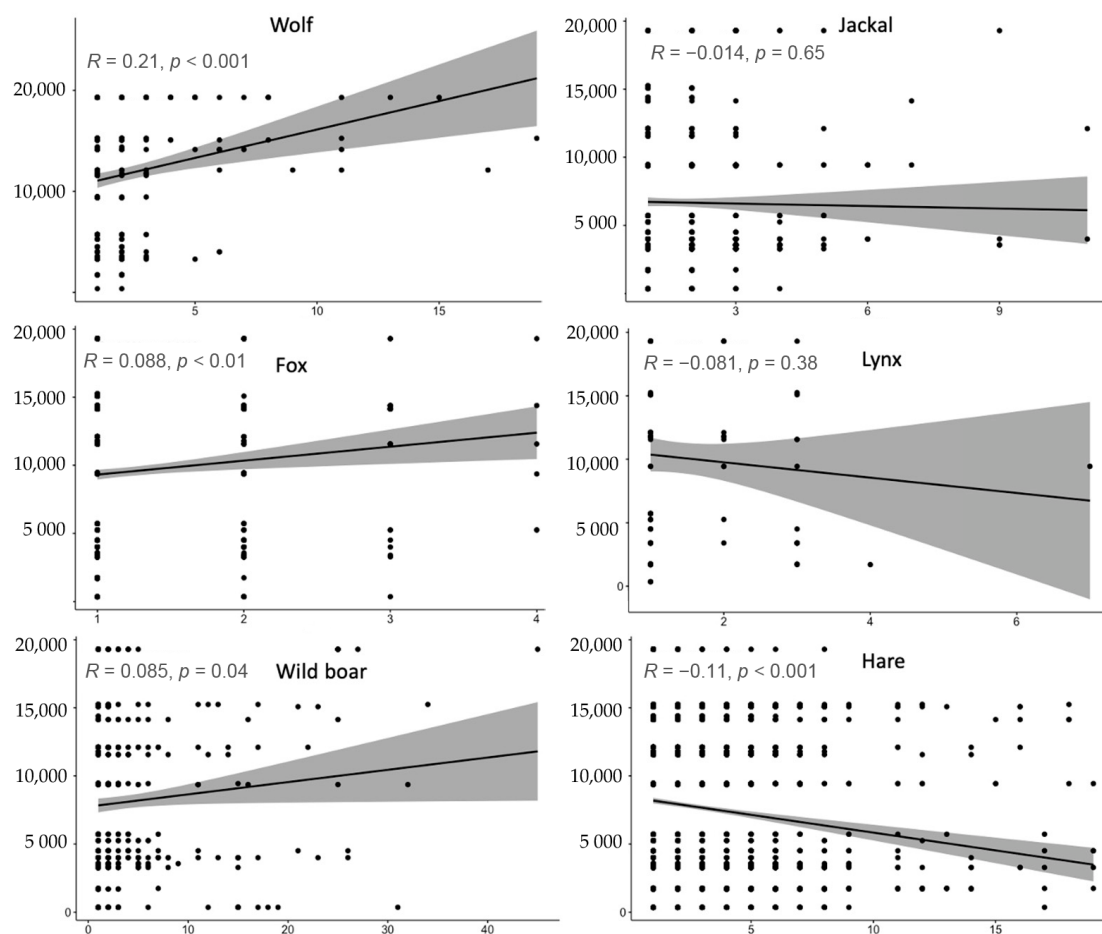 Wolf
R = 0.21, p < 0.001
20,000
10,000
5 10 15
Jackal
R = −0.014, p = 0.65
20,000
15,000
10,000
5 000
3 6 9
Fox
R = 0.088, p < 0.01
20,000
15,000
10,000
5 000
1 2 3 4
Lynx
R = −0.081, p = 0.38
20,000
15,000
10,000
5 000
0
2 4 6
Wild boar
R = 0.085, p = 0.04
20,000
15,000
10,000
5 000
0
0 10 20 30 40
Hare
R = −0.11, p < 0.001
20,000
15,000
10,000
5 000
0
5 10 15